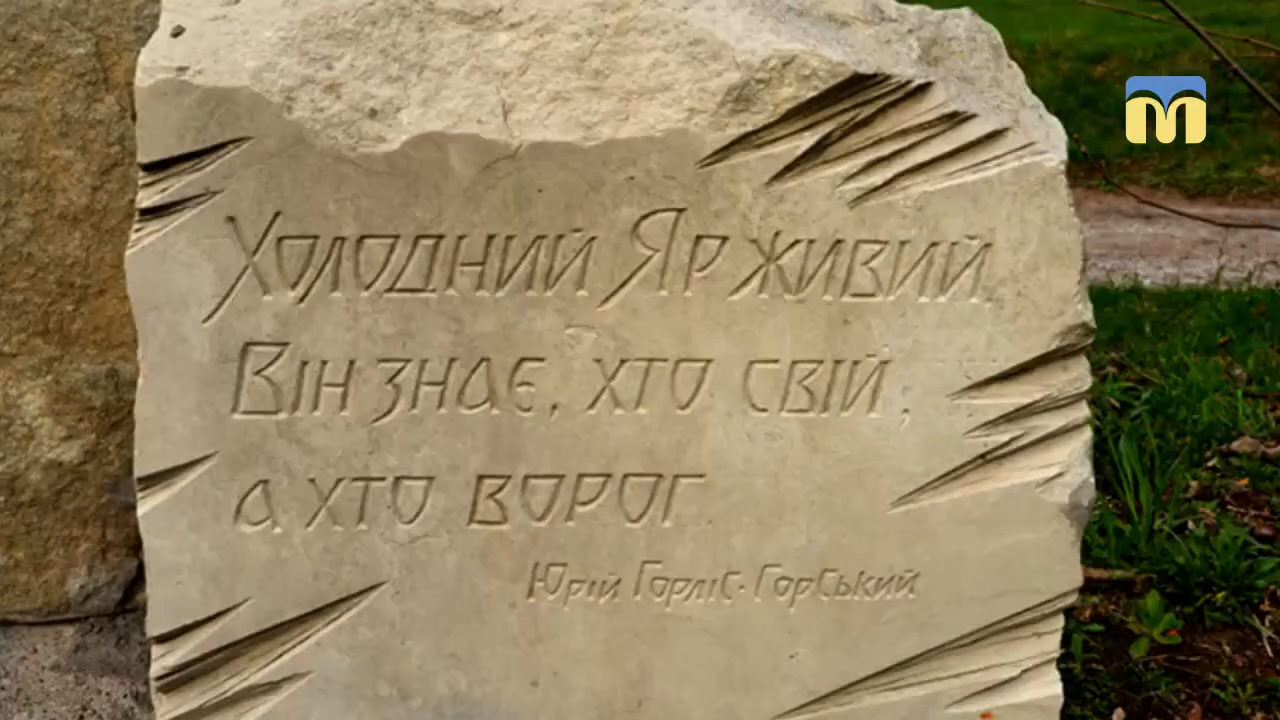 Холодний Яр живий.
Він знає, хто свій,
а хто ворог
Юрій Горліс-Горський
m